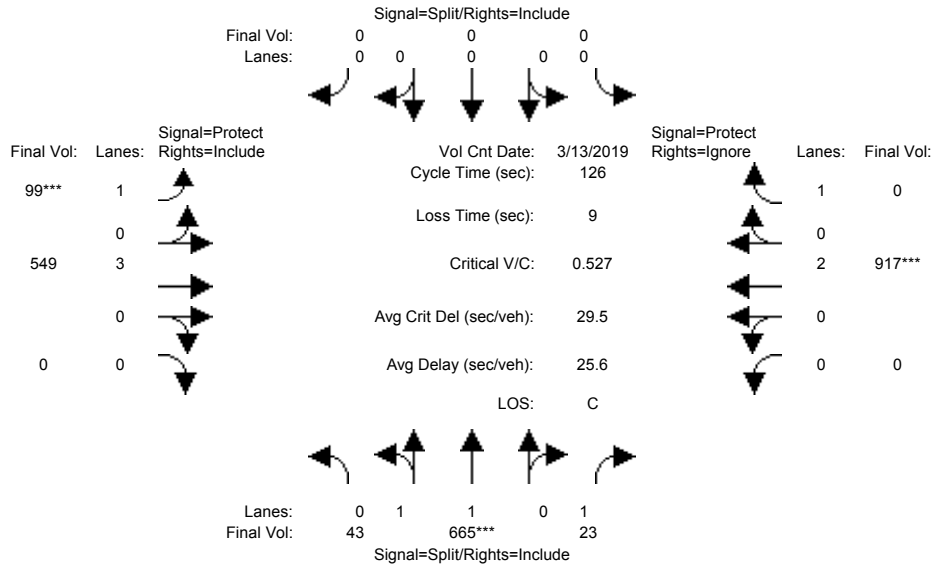 Signal=Split/Rights=Include
Final Vol: 0 0 0
Lanes: 0 0 0 0 0
Signal=Protect Signal=Protect
Final Vol: Lanes: Rights=Include Vol Cnt Date: 3/13/2019 Rights=Ignore Lanes: Final Vol:
Cycle Time (sec): 126
99*** 1 1 0
Loss Time (sec): 9
0 0
549 3 Critical V/C: 0.527 2 917***
0 Avg Crit Del (sec/veh): 29.5 0
0 0 Avg Delay (sec/veh): 25.6 0 0
LOS: C
Lanes: 0 1 1 0 1
Final Vol: 43 665*** 23
Signal=Split/Rights=Include